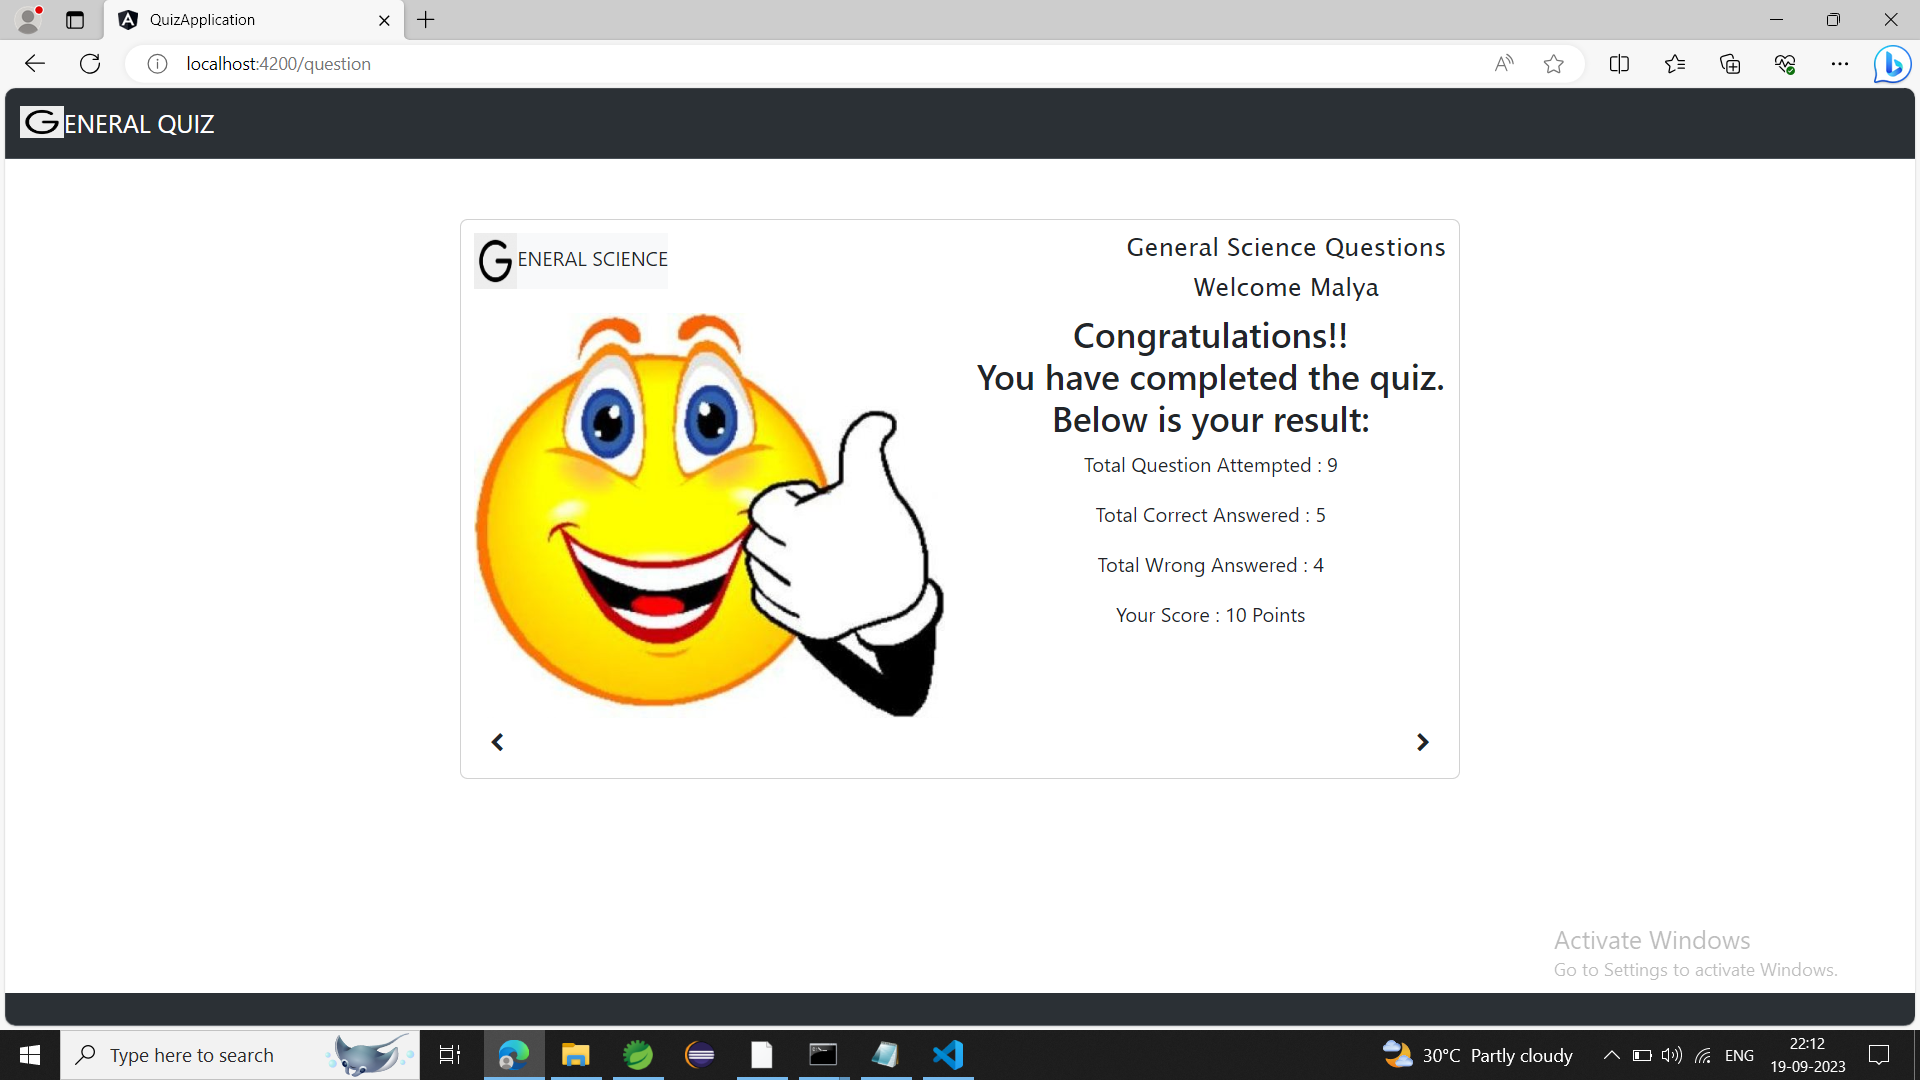 QuizApplication
localhost:4200/question
GENERAL QUIZ
GENERAL SCIENCE
General Science Questions
Welcome Malya
Congratulations!!
You have completed the quiz.
Below is your result:
Total Question Attempted : 9
Total Correct Answered : 5
Total Wrong Answered : 4
Your Score : 10 Points
Activate Windows
Go to Settings to activate Windows.
Type here to search
30°C Partly cloudy
ENG
22:12
19-09-2023